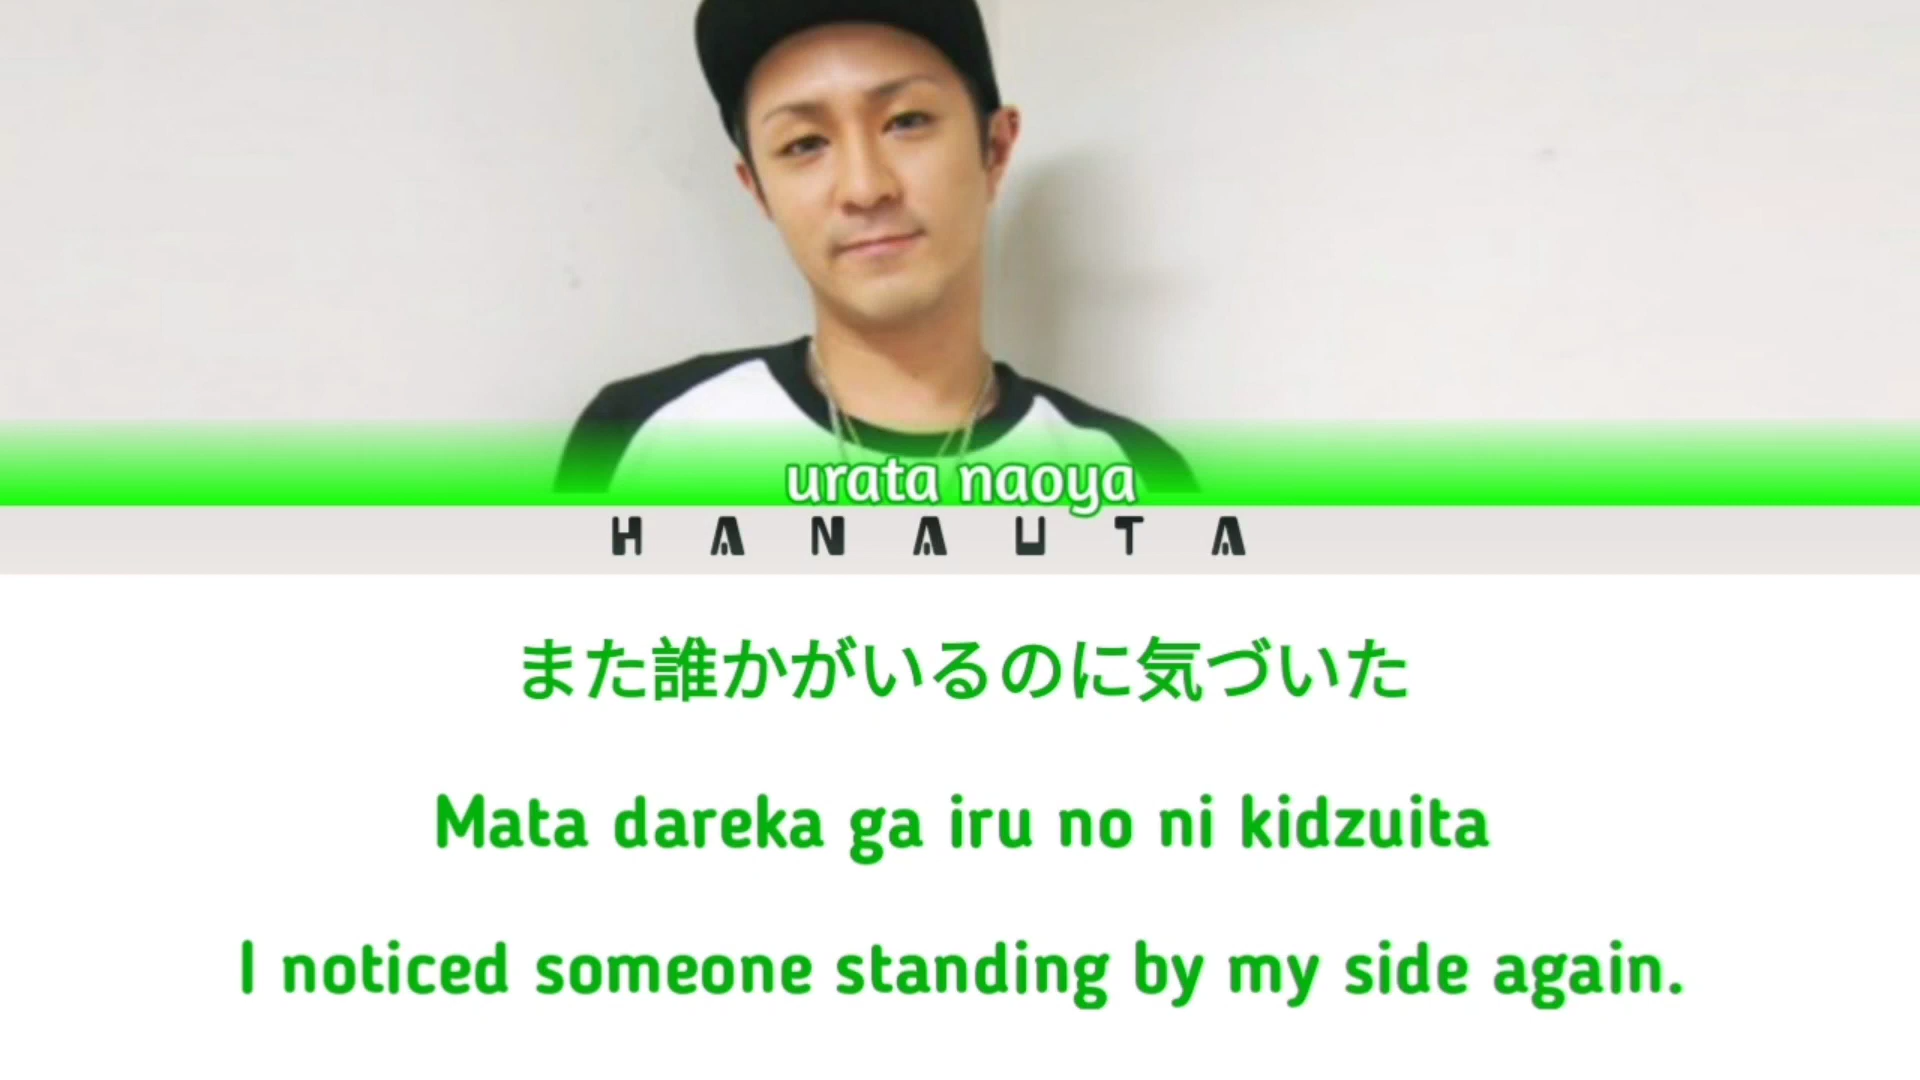 urata naoya
HANAUTA
また誰かがいるのに気づいた
Mata dareka ga iru no ni kidzuita
I noticed someone standing by my side again.